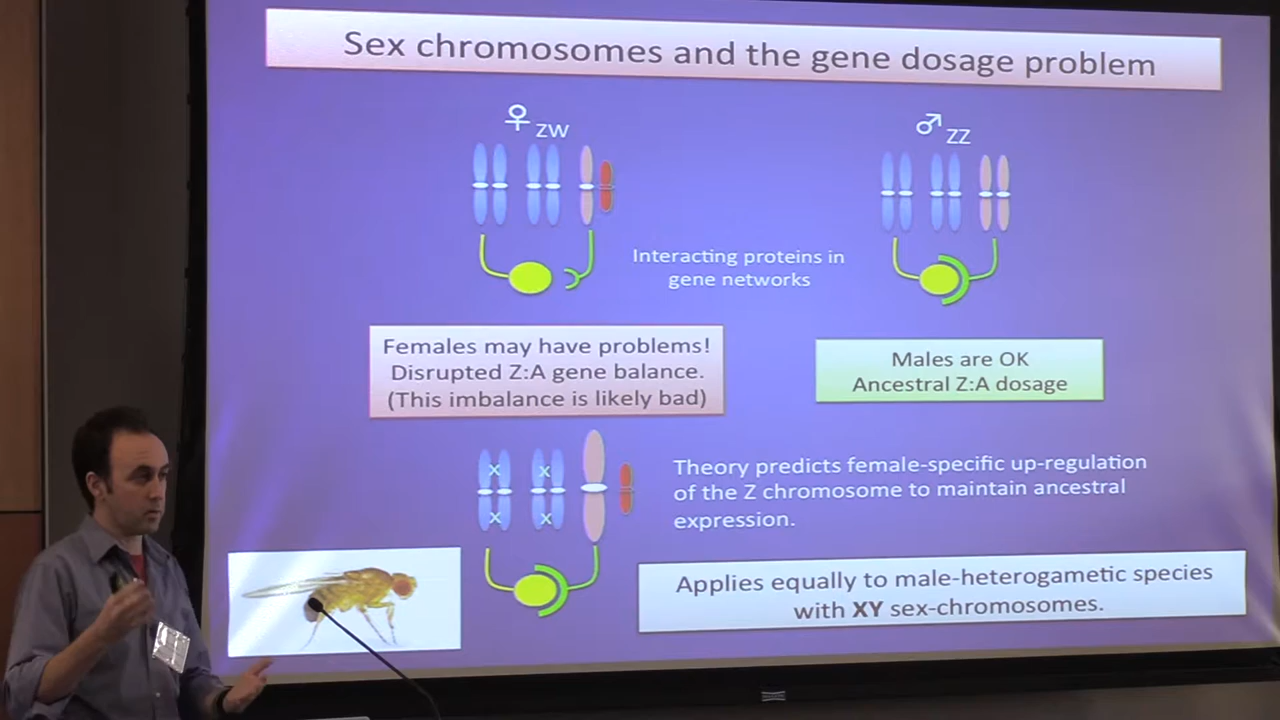 Sex chromosomes and the gene dosage problem
♀ ZW
♂ ZZ
Interacting proteins in
gene networks
Females may have problems!
Disrupted Z:A gene balance.
(This imbalance is likely bad)
Males are OK
Ancestral Z:A dosage
x x
x x
Theory predicts female-specific up-regulation
of the Z chromosome to maintain ancestral
expression.
Applies equally to male-heterogametic species
with XY sex-chromosomes.